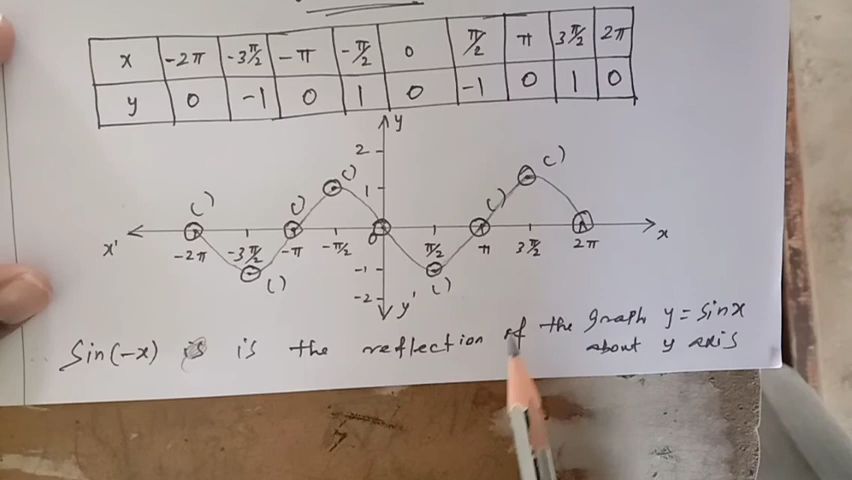 x -2π -3π/2 -π -π/2 0 π/2 π 3π/2 2π
y 0 -1 0 1 0 -1 0 1 0
y
2
1
x' -2π -3π/2 -π -π/2 0 π/2 π 3π/2 2π x
-1
-2
y'
( ) ( ) ( ) ( ) ( ) ( ) ( )
Sin(-x) is is the reflection of the graph y = sinx
about y axis